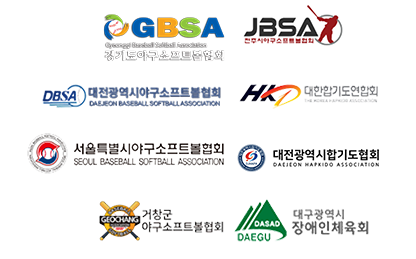 GBSA
Gyeonggi Baseball Softball Association
경기도야구소프트볼협회
JBSA
전주시야구소프트볼협회
DBSA
대전광역시야구소프트볼협회
DAEJEON BASEBALL SOFTBALL ASSOCIATION
HKD
대한합기도연합회
THE KOREA HAPKIDO ASSOCIATION
서울특별시야구소프트볼협회
SEOUL BASEBALL SOFTBALL ASSOCIATION
대전광역시합기도협회
DAEJEON HAPKIDO ASSOCIATION
GEOCHANG
거창군
야구소프트볼협회
DASAD
DAEGU
대구광역시
장애인체육회